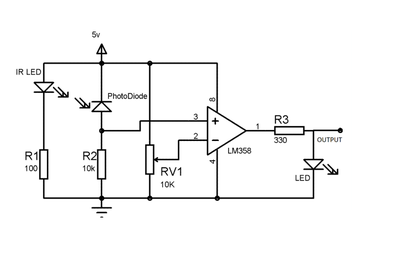 5v
IR LED
PhotoDiode
8
3
2
1
4
LM358
R1
100
R2
10k
RV1
10K
R3
330
OUTPUT
LED